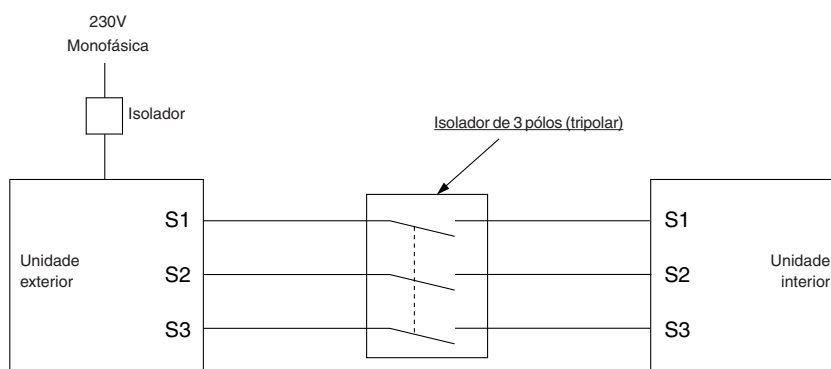 230V
Monofásica
Isolador
Isolador de 3 pólos (tripolar)
S1
S1
Unidade
exterior
S2
S2
Unidade
interior
S3
S3